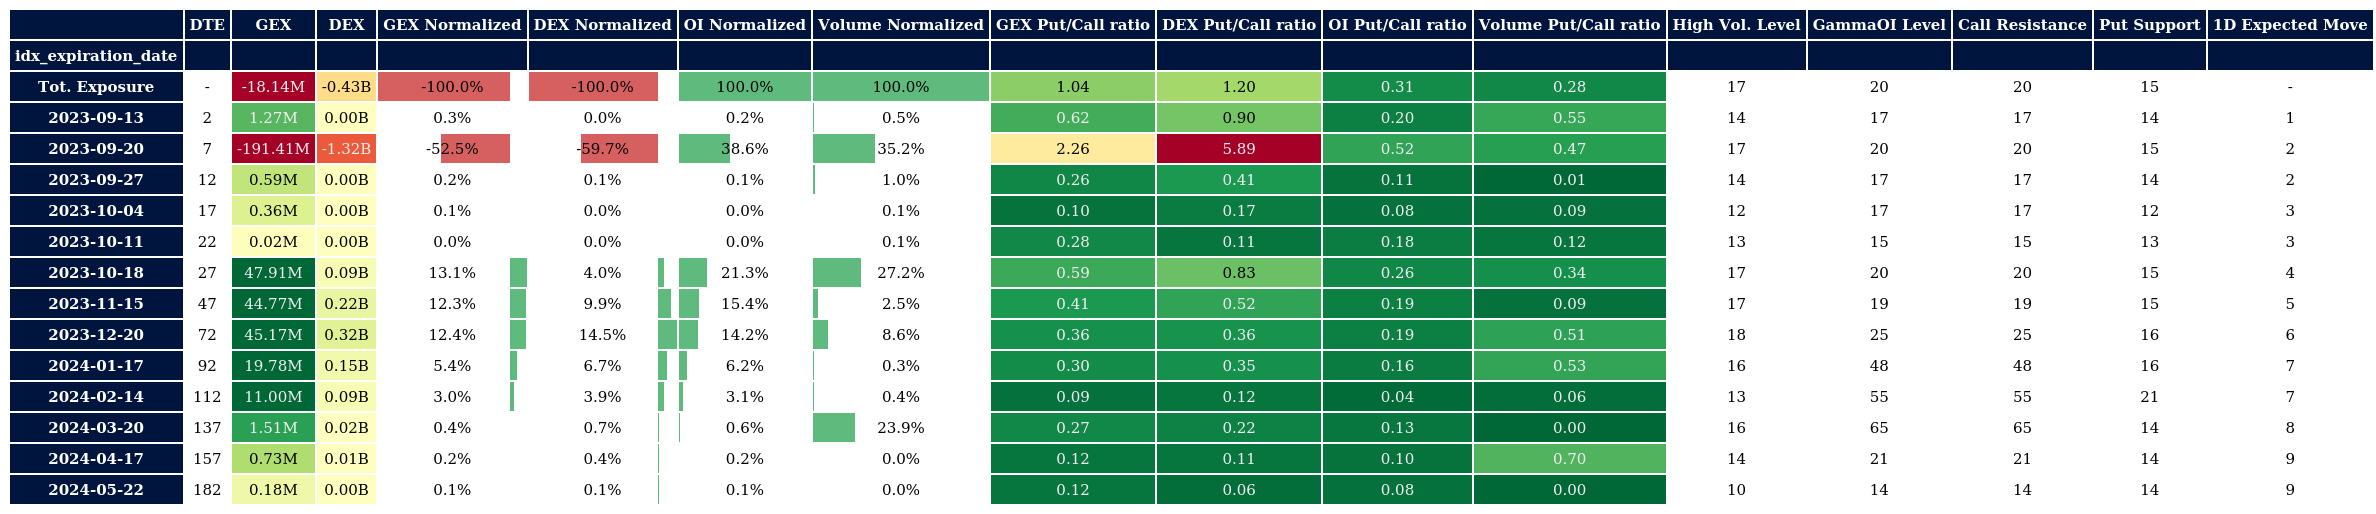 DTE GEX DEX GEX Normalized DEX Normalized OI Normalized Volume Normalized GEX Put/Call ratio DEX Put/Call ratio OI Put/Call ratio Volume Put/Call ratio High Vol. Level GammaOI Level Call Resistance Put Support 1D Expected Move
idx_expiration_date
Tot. Exposure - -18.14M -0.43B -100.0% -100.0% 100.0% 100.0% 1.04 1.20 0.31 0.28 17 20 20 15 -
2023-09-13 2 1.27M 0.00B 0.3% 0.0% 0.2% 0.5% 0.62 0.90 0.20 0.55 14 17 17 14 1
2023-09-20 7 -191.41M -1.32B -52.5% -59.7% 38.6% 35.2% 2.26 5.89 0.52 0.47 17 20 20 15 2
2023-09-27 12 0.59M 0.00B 0.2% 0.1% 0.1% 1.0% 0.26 0.41 0.11 0.01 14 17 17 14 2
2023-10-04 17 0.36M 0.00B 0.1% 0.0% 0.0% 0.1% 0.10 0.17 0.08 0.09 12 17 17 12 3
2023-10-11 22 0.02M 0.00B 0.0% 0.0% 0.0% 0.1% 0.28 0.11 0.18 0.12 13 15 15 13 3
2023-10-18 27 47.91M 0.09B 13.1% 4.0% 21.3% 27.2% 0.59 0.83 0.26 0.34 17 20 20 15 4
2023-11-15 47 44.77M 0.22B 12.3% 9.9% 15.4% 2.5% 0.41 0.52 0.19 0.09 17 19 19 15 5
2023-12-20 72 45.17M 0.32B 12.4% 14.5% 14.2% 8.6% 0.36 0.36 0.19 0.51 18 25 25 16 6
2024-01-17 92 19.78M 0.15B 5.4% 6.7% 6.2% 0.3% 0.30 0.35 0.16 0.53 16 48 48 16 7
2024-02-14 112 11.00M 0.09B 3.0% 3.9% 3.1% 0.4% 0.09 0.12 0.04 0.06 13 55 55 21 7
2024-03-20 137 1.51M 0.02B 0.4% 0.7% 0.6% 23.9% 0.27 0.22 0.13 0.00 16 65 65 14 8
2024-04-17 157 0.73M 0.01B 0.2% 0.4% 0.2% 0.0% 0.12 0.11 0.10 0.70 14 21 21 14 9
2024-05-22 182 0.18M 0.00B 0.1% 0.1% 0.1% 0.0% 0.12 0.06 0.08 0.00 10 14 14 14 9